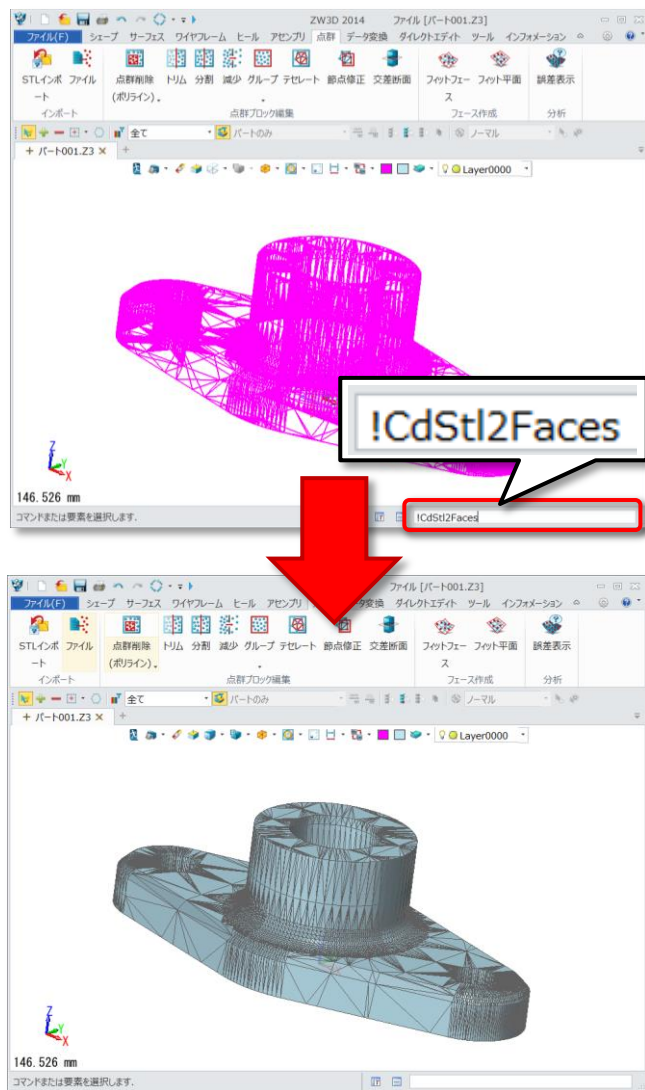 ZW3D 2014 ファイル [パート001.Z3]
ファイル(F) シェープ サーフェス ワイヤフレーム ヒール アセンブリ 点群 データ変換 ダイレクトエディト ツール インフォメーション
STLインポート ファイル 点群削除(ポリライン) トリム 分割 減少 グループ テセレート 節点修正 交差断面 フィットフェース フィット平面 誤差表示
インポート 点群ブロック編集 フェース作成 分析
全て パートのみ ノーマル
+ パート001.Z3 × +
Layer0000
!CdStl2Faces
Z
Y
X
146.526 mm
コマンドまたは要素を選択します. !CdStl2Faces
ファイル [パート001.Z3]
ファイル(F) シェープ サーフェス ワイヤフレーム ヒール アセンブリ タ変換 ダイレクトエディト ツール インフォメーション
STLインポート ファイル 点群削除(ポリライン) トリム 分割 減少 グループ テセレート 節点修正 交差断面 フィットフェース フィット平面 誤差表示
インポート 点群ブロック編集 フェース作成 分析
全て パートのみ ノーマル
+ パート001.Z3 × +
Layer0000
Z
Y
X
146.526 mm
コマンドまたは要素を選択します.